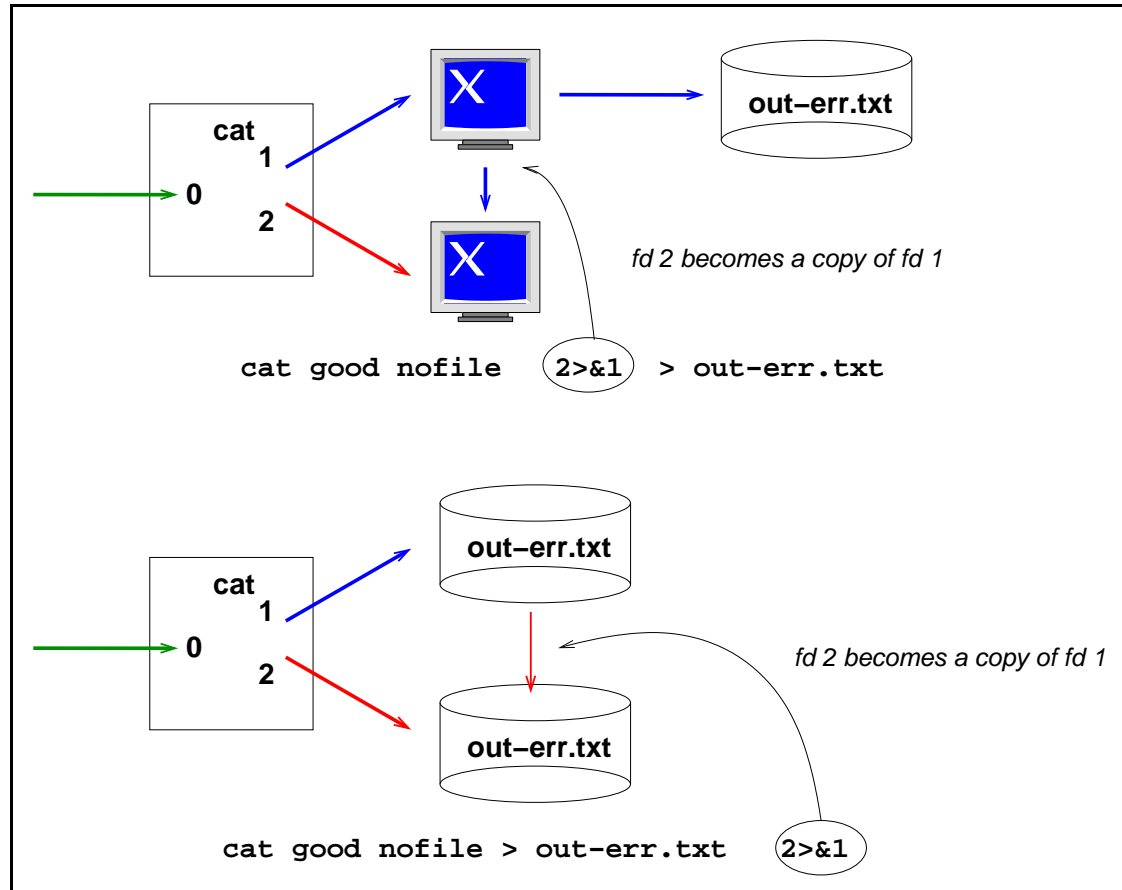 out−err.txt
cat
1
0
2
fd 2 becomes a copy of fd 1
cat good nofile 2>&1 > out-err.txt
out−err.txt
cat
1
0
2
fd 2 becomes a copy of fd 1
out−err.txt
cat good nofile > out-err.txt 2>&1